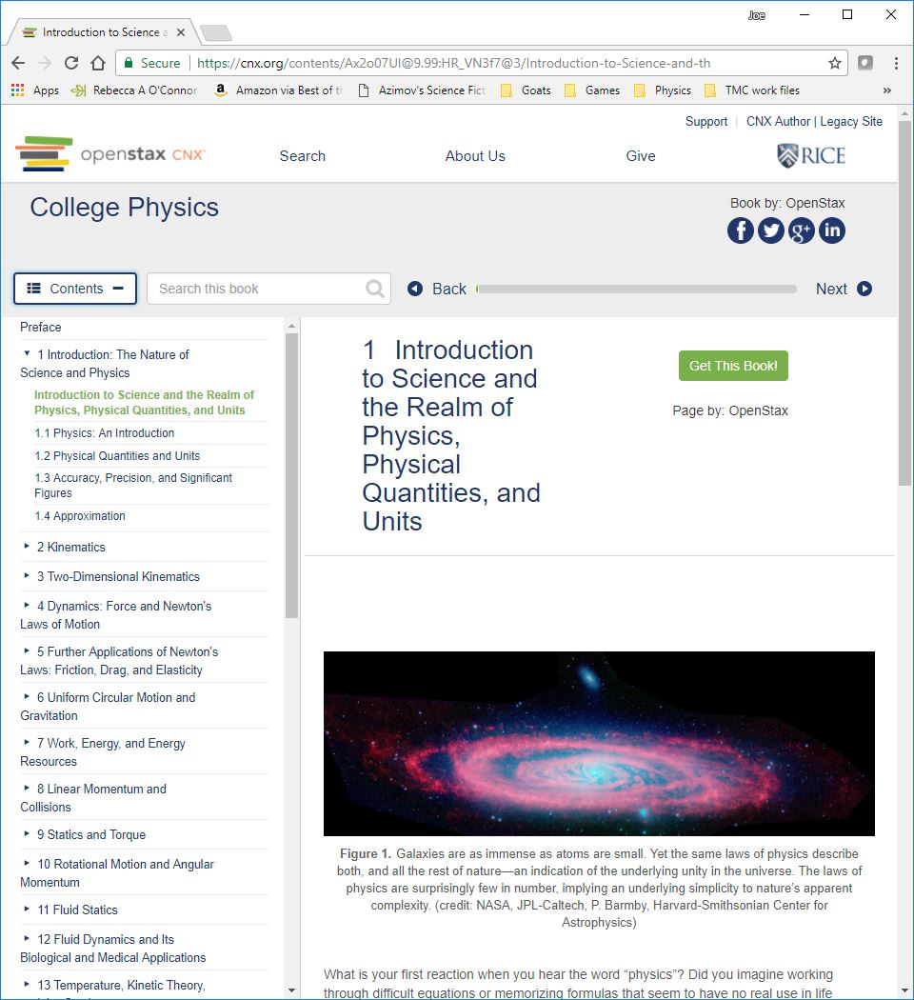 Joe
Introduction to Science a
Secure https://cnx.org/contents/Ax2o07Ul@9.99:HR_VN3f7@3/Introduction-to-Science-and-th
Apps Rebecca A O'Connor Amazon via Best of th Azimov's Science Fict Goats Games Physics TMC work files »
Support | CNX Author | Legacy Site
openstax CNX Search About Us Give RICE
College Physics
Book by: OpenStax
Contents Search this book Back Next
Preface
1 Introduction: The Nature of
Science and Physics
Introduction to Science and the Realm of
Physics, Physical Quantities, and Units
1.1 Physics: An Introduction
1.2 Physical Quantities and Units
1.3 Accuracy, Precision, and Significant
Figures
1.4 Approximation
2 Kinematics
3 Two-Dimensional Kinematics
4 Dynamics: Force and Newton's
Laws of Motion
5 Further Applications of Newton's
Laws: Friction, Drag, and Elasticity
6 Uniform Circular Motion and
Gravitation
7 Work, Energy, and Energy
Resources
8 Linear Momentum and
Collisions
9 Statics and Torque
10 Rotational Motion and Angular
Momentum
11 Fluid Statics
12 Fluid Dynamics and Its
Biological and Medical Applications
13 Temperature, Kinetic Theory,
1 Introduction
to Science and
the Realm of
Physics,
Physical
Quantities, and
Units
Get This Book!
Page by: OpenStax
Figure 1. Galaxies are as immense as atoms are small. Yet the same laws of physics describe
both, and all the rest of nature—an indication of the underlying unity in the universe. The laws of
physics are surprisingly few in number, implying an underlying simplicity to nature's apparent
complexity. (credit: NASA, JPL-Caltech, P. Barmby, Harvard-Smithsonian Center for
Astrophysics)
What is your first reaction when you hear the word “physics”? Did you imagine working
through difficult equations or memorizing formulas that seem to have no real use in life